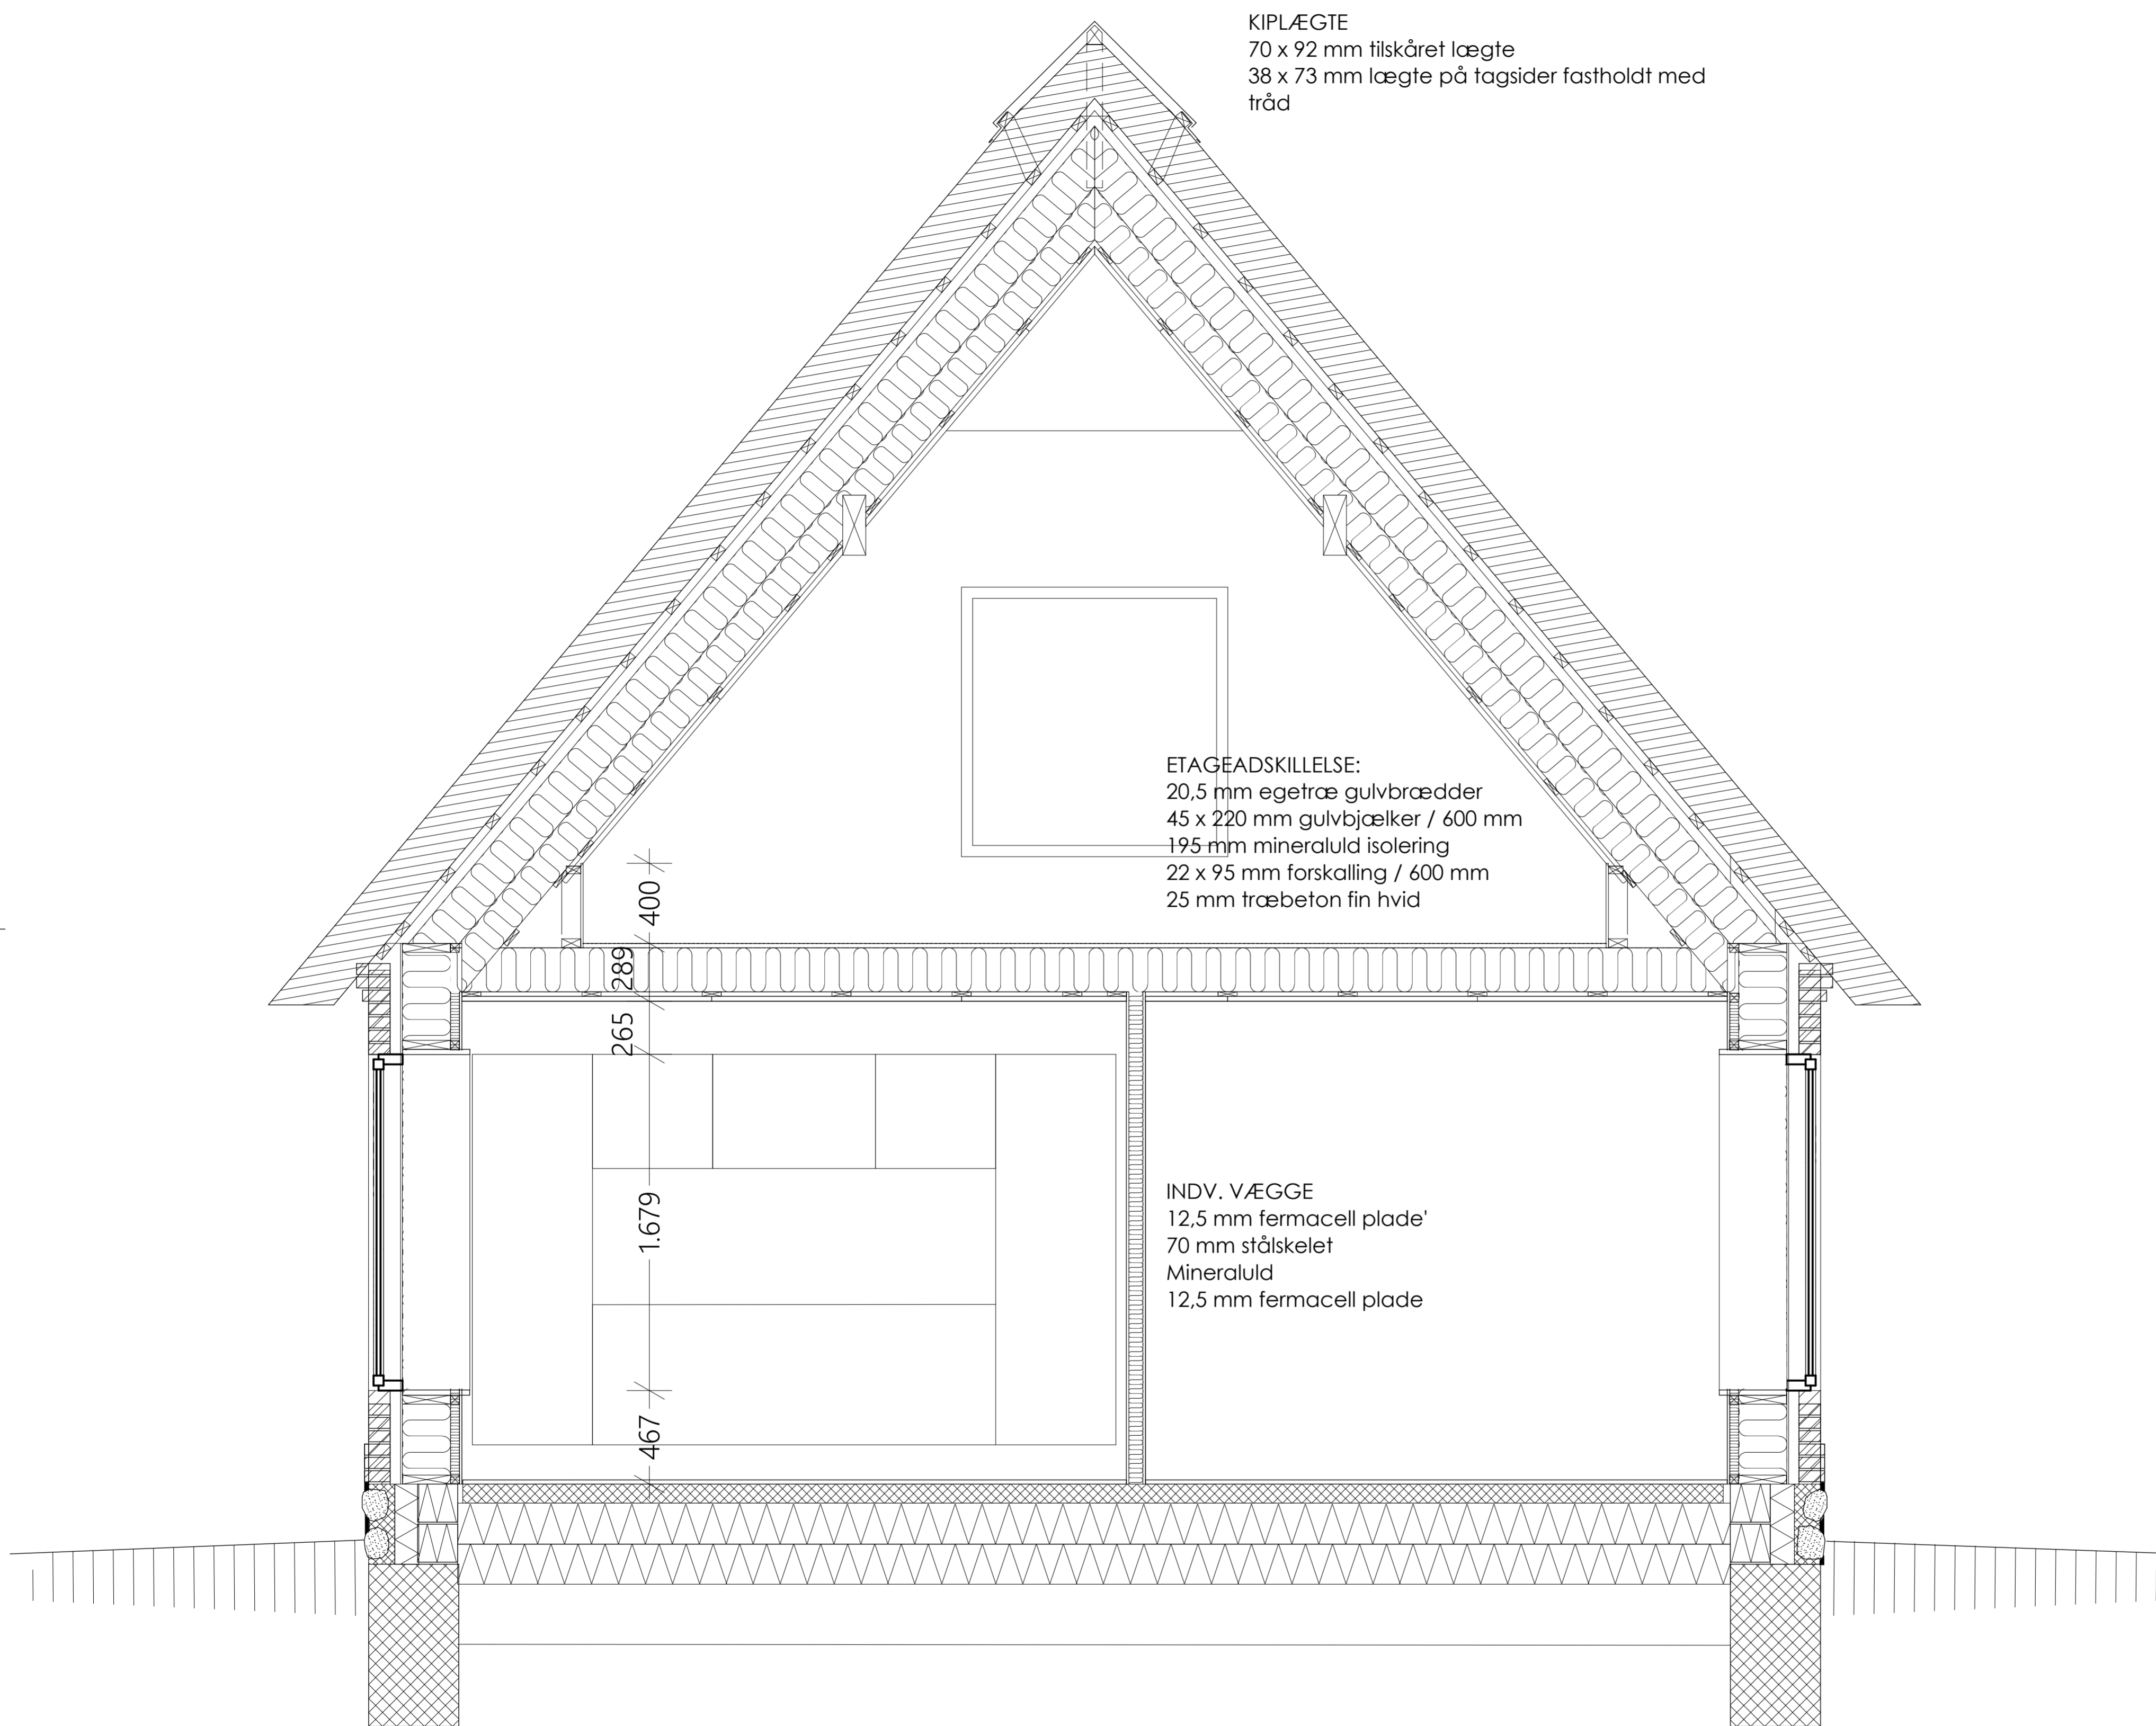 KIPLÆGTE
70 x 92 mm tilskåret lægte
38 x 73 mm lægte på tagsider fastholdt med
tråd
ETAGEADSKILLELSE:
20,5 mm egetræ gulvbrædder
45 x 220 mm gulvbjælker / 600 mm
195 mm mineraluld isolering
22 x 95 mm forskalling / 600 mm
25 mm træbeton fin hvid
400
289
265
1.679
467
INDV. VÆGGE
12,5 mm fermacell plade'
70 mm stålskelet
Mineraluld
12,5 mm fermacell plade